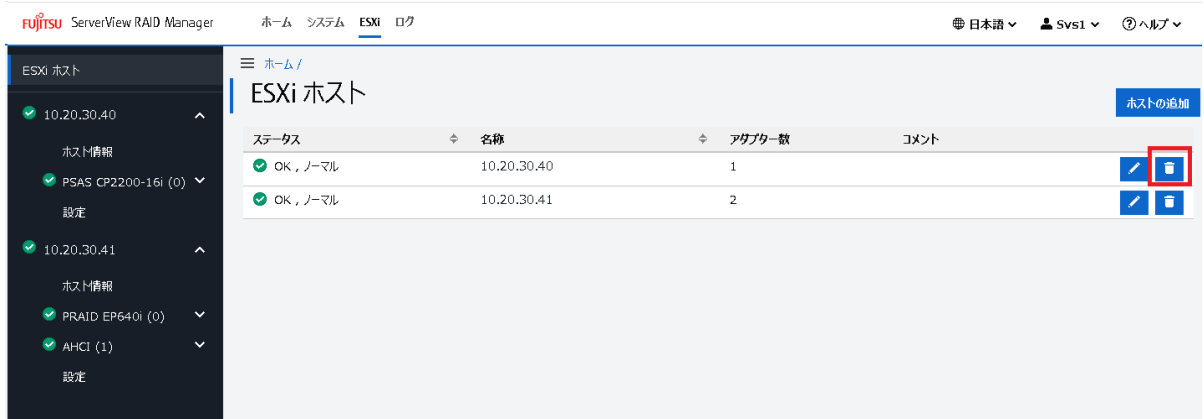 FUJITSU ServerView RAID Manager ホーム システム ESXi ログ 日本語 Svs1 ヘルプ
ESXi ホスト
10.20.30.40
ホスト情報
PSAS CP2200-16i (0)
設定
10.20.30.41
ホスト情報
PRAID EP640i (0)
AHCI (1)
設定
ホーム /
ESXi ホスト
ホストの追加
ステータス 名称 アダプター数 コメント
OK , ノーマル 10.20.30.40 1
OK , ノーマル 10.20.30.41 2